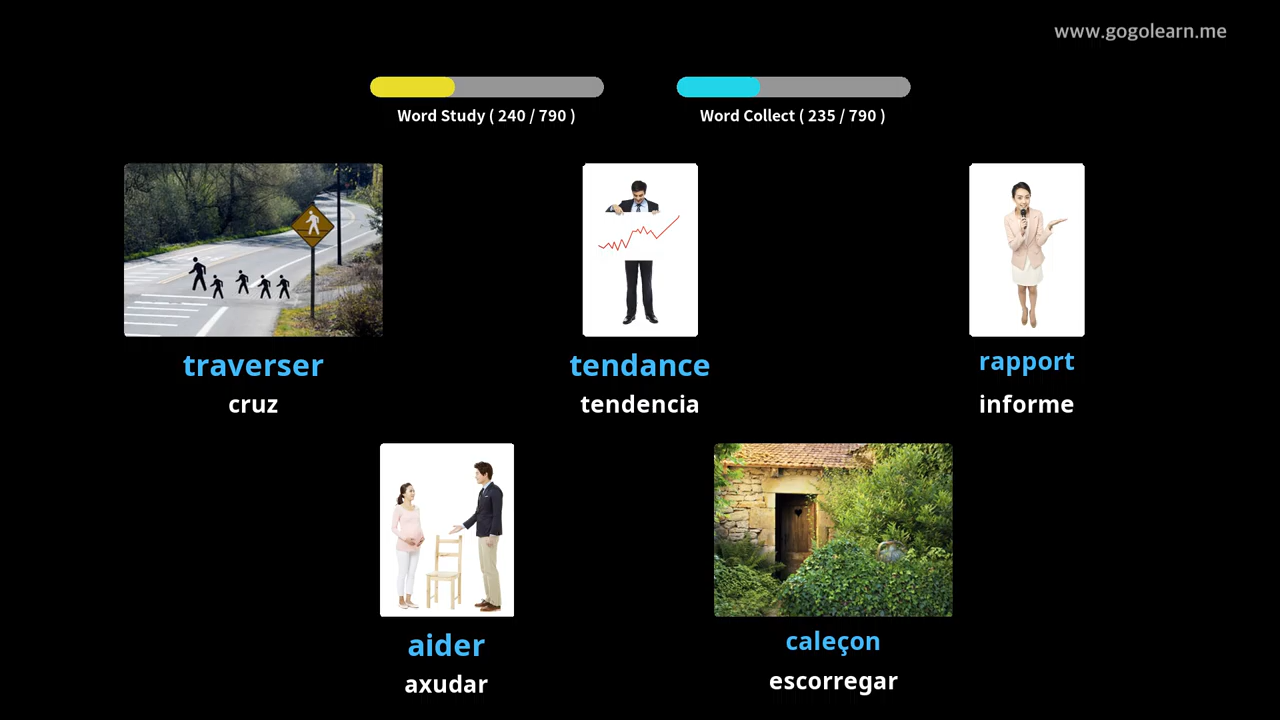 www.gogolearn.me
Word Study ( 240 / 790 )
Word Collect ( 235 / 790 )
traverser
cruz
tendance
tendencia
rapport
informe
aider
axudar
caleçon
escorregar